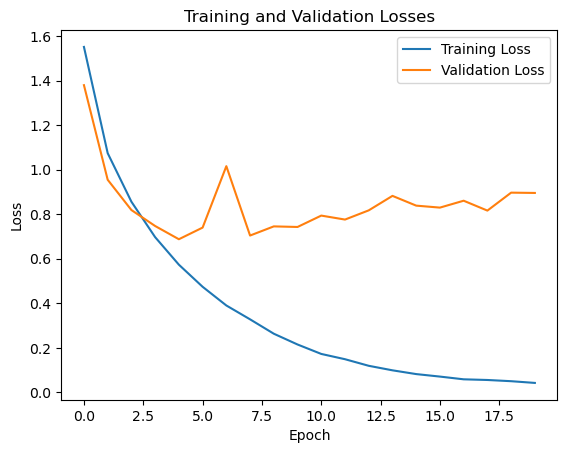 Training and Validation Losses
Training Loss
Validation Loss
Loss
1.6
1.4
1.2
1.0
0.8
0.6
0.4
0.2
0.0
0.0 2.5 5.0 7.5 10.0 12.5 15.0 17.5
Epoch